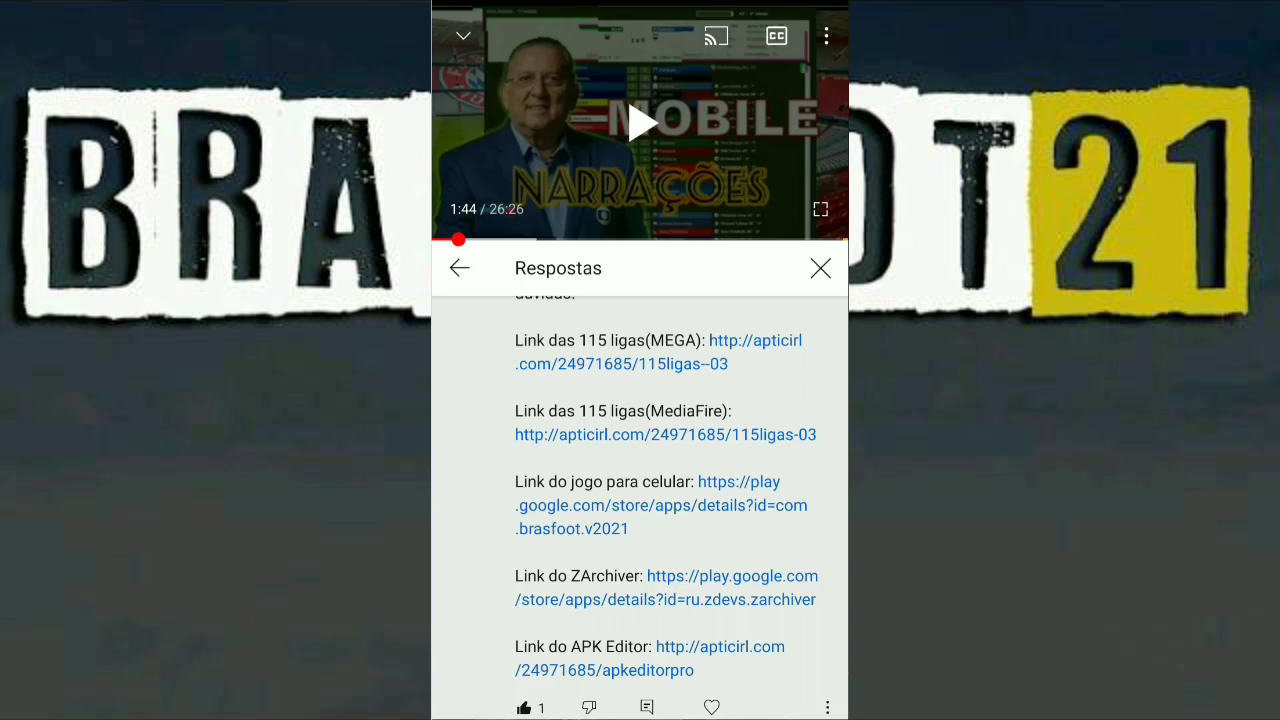 BRA
OT
21
CC
MOBILE
NARRAÇÕES
1:44 / 26:26
Respostas
Link das 115 ligas(MEGA): http://apticirl
.com/24971685/115ligas--03
Link das 115 ligas(MediaFire):
http://apticirl.com/24971685/115ligas-03
Link do jogo para celular: https://play
.google.com/store/apps/details?id=com
.brasfoot.v2021
Link do ZArchiver: https://play.google.com
/store/apps/details?id=ru.zdevs.zarchiver
Link do APK Editor: http://apticirl.com
/24971685/apkeditorpro
1